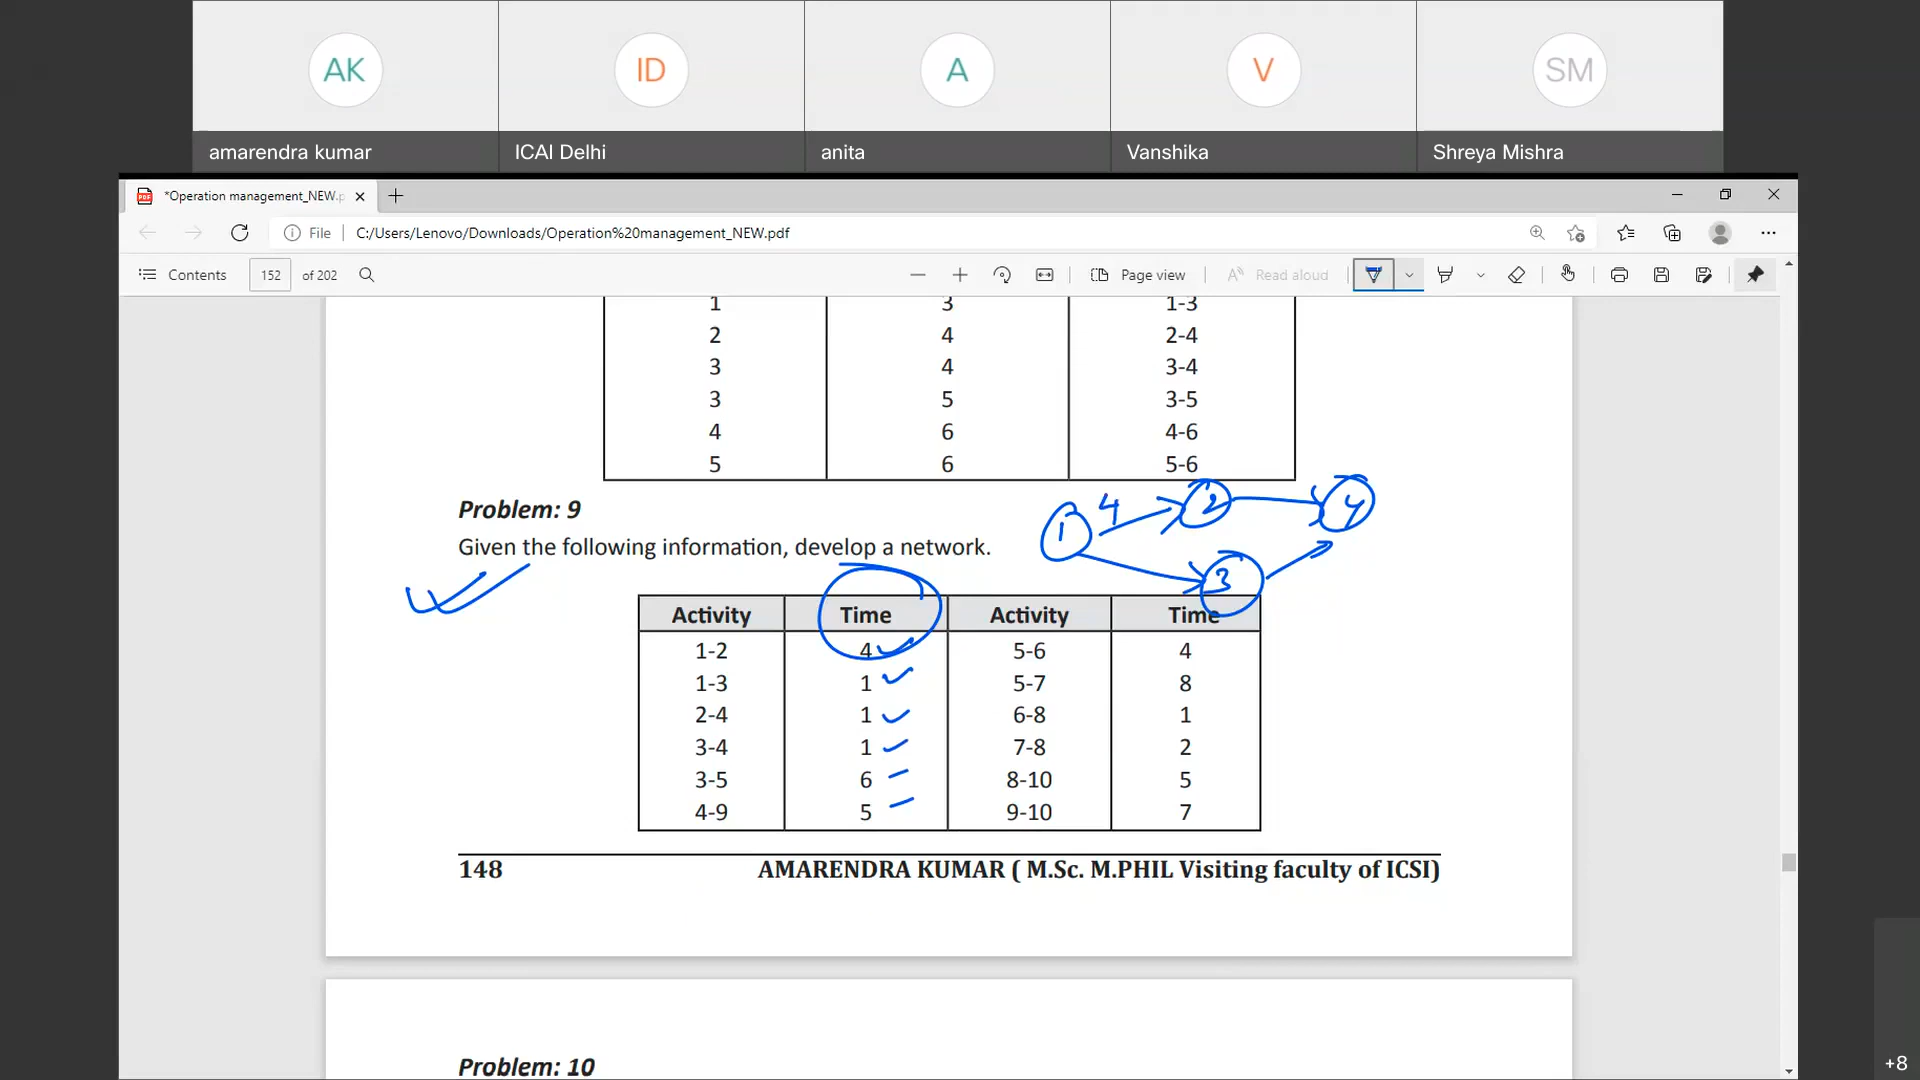 AK ID A V SM
amarendra kumar ICAI Delhi anita Vanshika Shreya Mishra
*Operation management_NEW.p
File C:/Users/Lenovo/Downloads/Operation%20management_NEW.pdf
Contents 152 of 202 Page view Read aloud
1 3 1-3
2 4 2-4
3 4 3-4
3 5 3-5
4 6 4-6
5 6 5-6
Problem: 9
1 4 2 4
3
Given the following information, develop a network.
Activity Time Activity Time
1-2 4 5-6 4
1-3 1 5-7 8
2-4 1 6-8 1
3-4 1 7-8 2
3-5 6 8-10 5
4-9 5 9-10 7
148 AMARENDRA KUMAR ( M.Sc. M.PHIL Visiting faculty of ICSI)
Problem: 10
+8